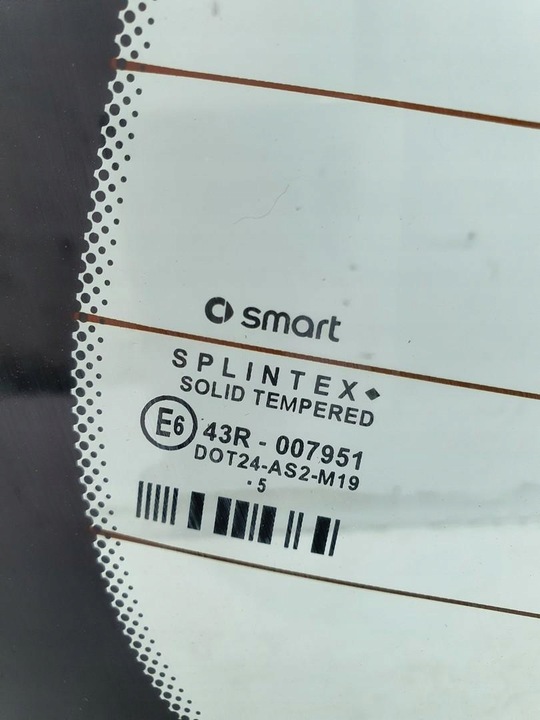 smart
SPLINTEX
SOLID TEMPERED
E6 43R - 007951
DOT24-AS2-M19
.5